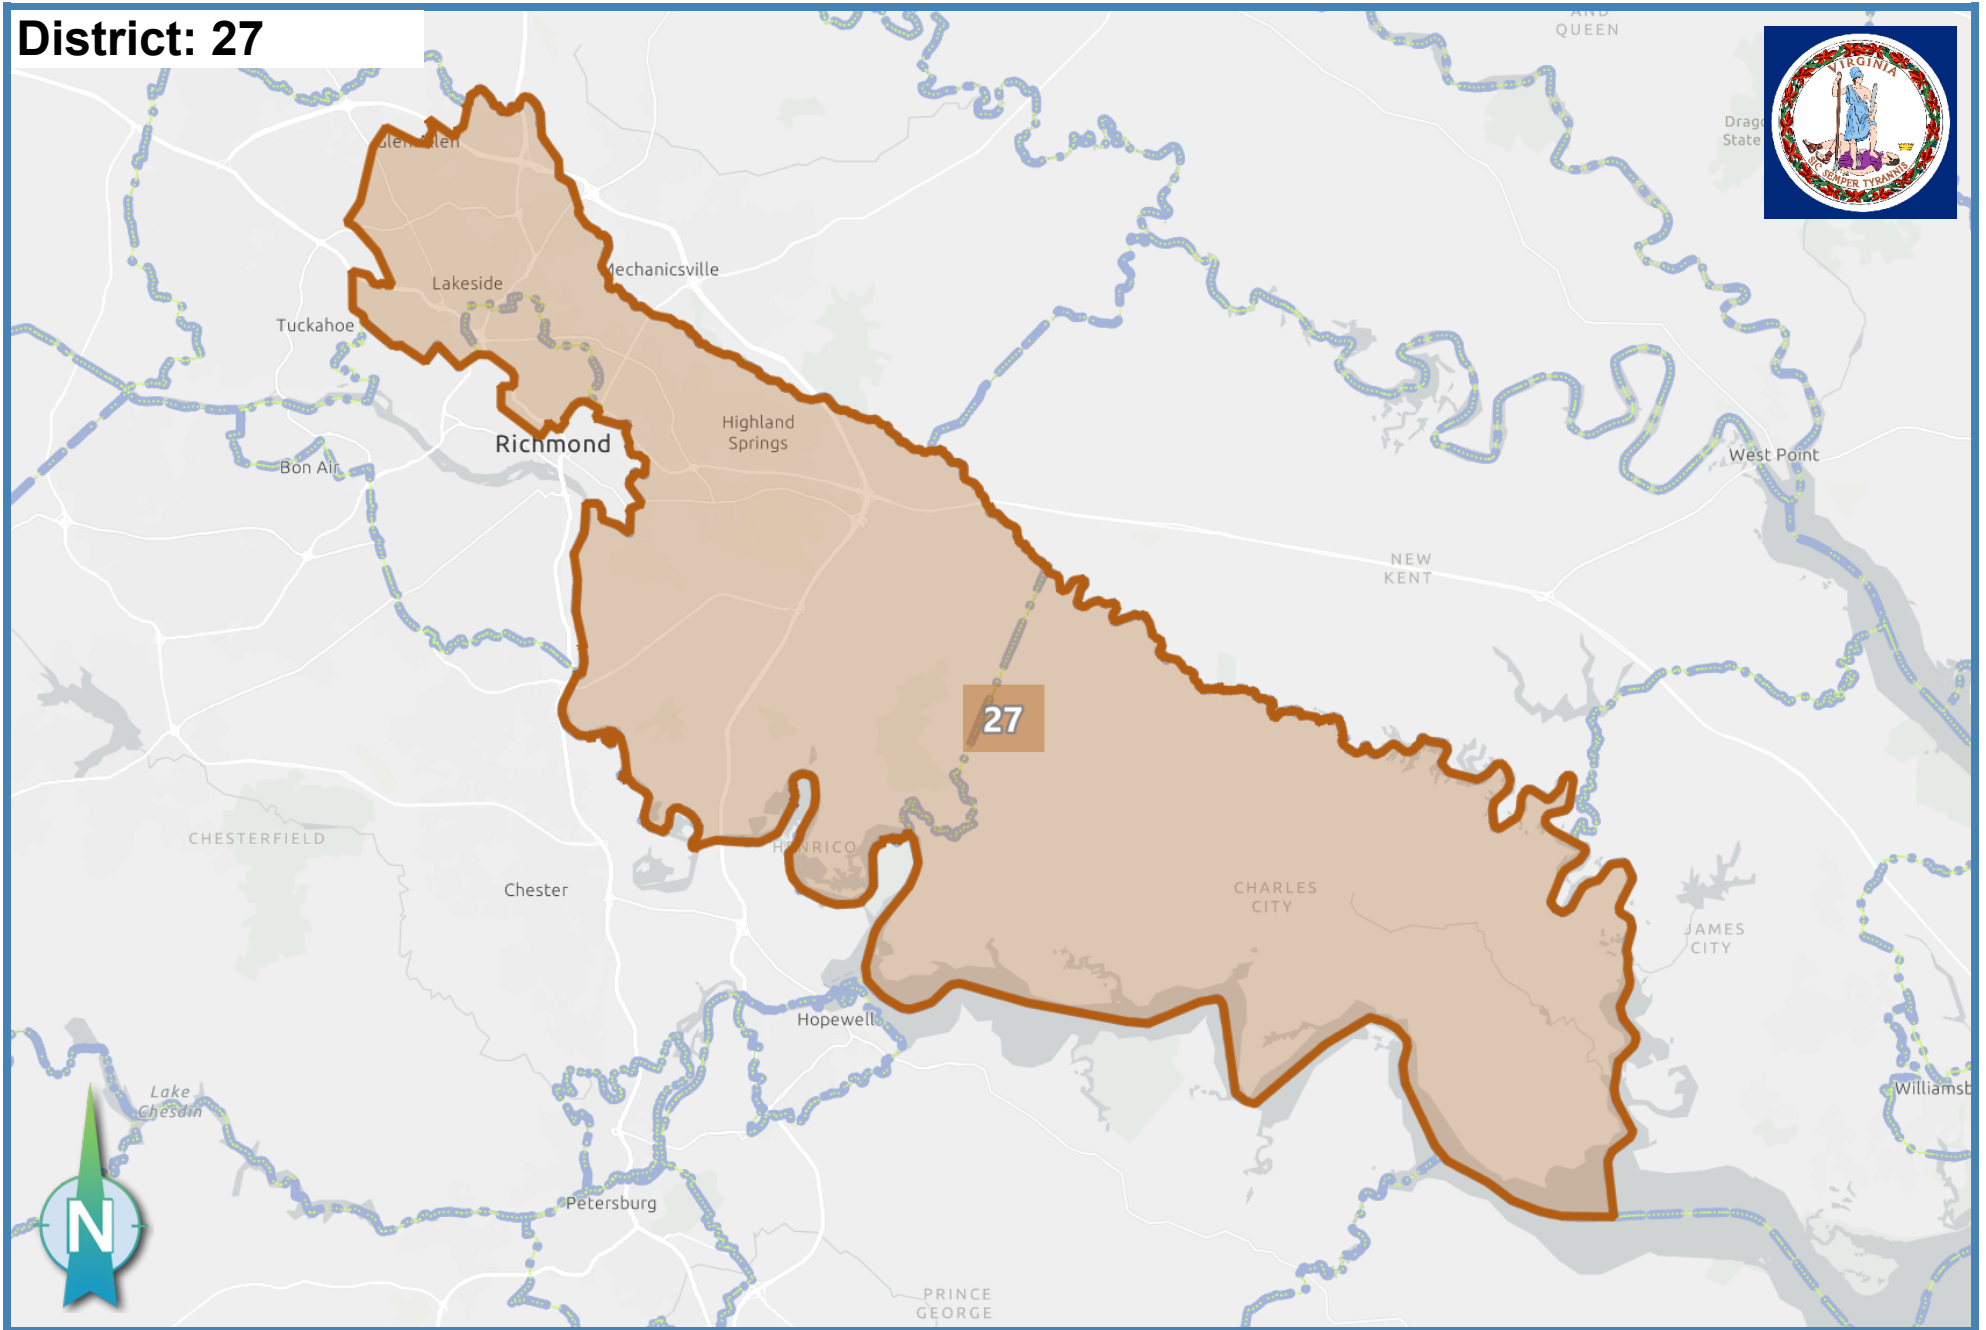 District: 27
AND
QUEEN
VIRGINIA
SIC SEMPER TYRANNIS
State
Glen Allen
Mechanicsville
Lakeside
Tuckahoe
Highland
Springs
Richmond
West Point
Bon Air
NEW
KENT
27
CHESTERFIELD
HENRICO
Chester
CHARLES
CITY
JAMES
CITY
Hopewell
Lake
Chesdin
Williamsb
Petersburg
N
PRINCE
GEORGE